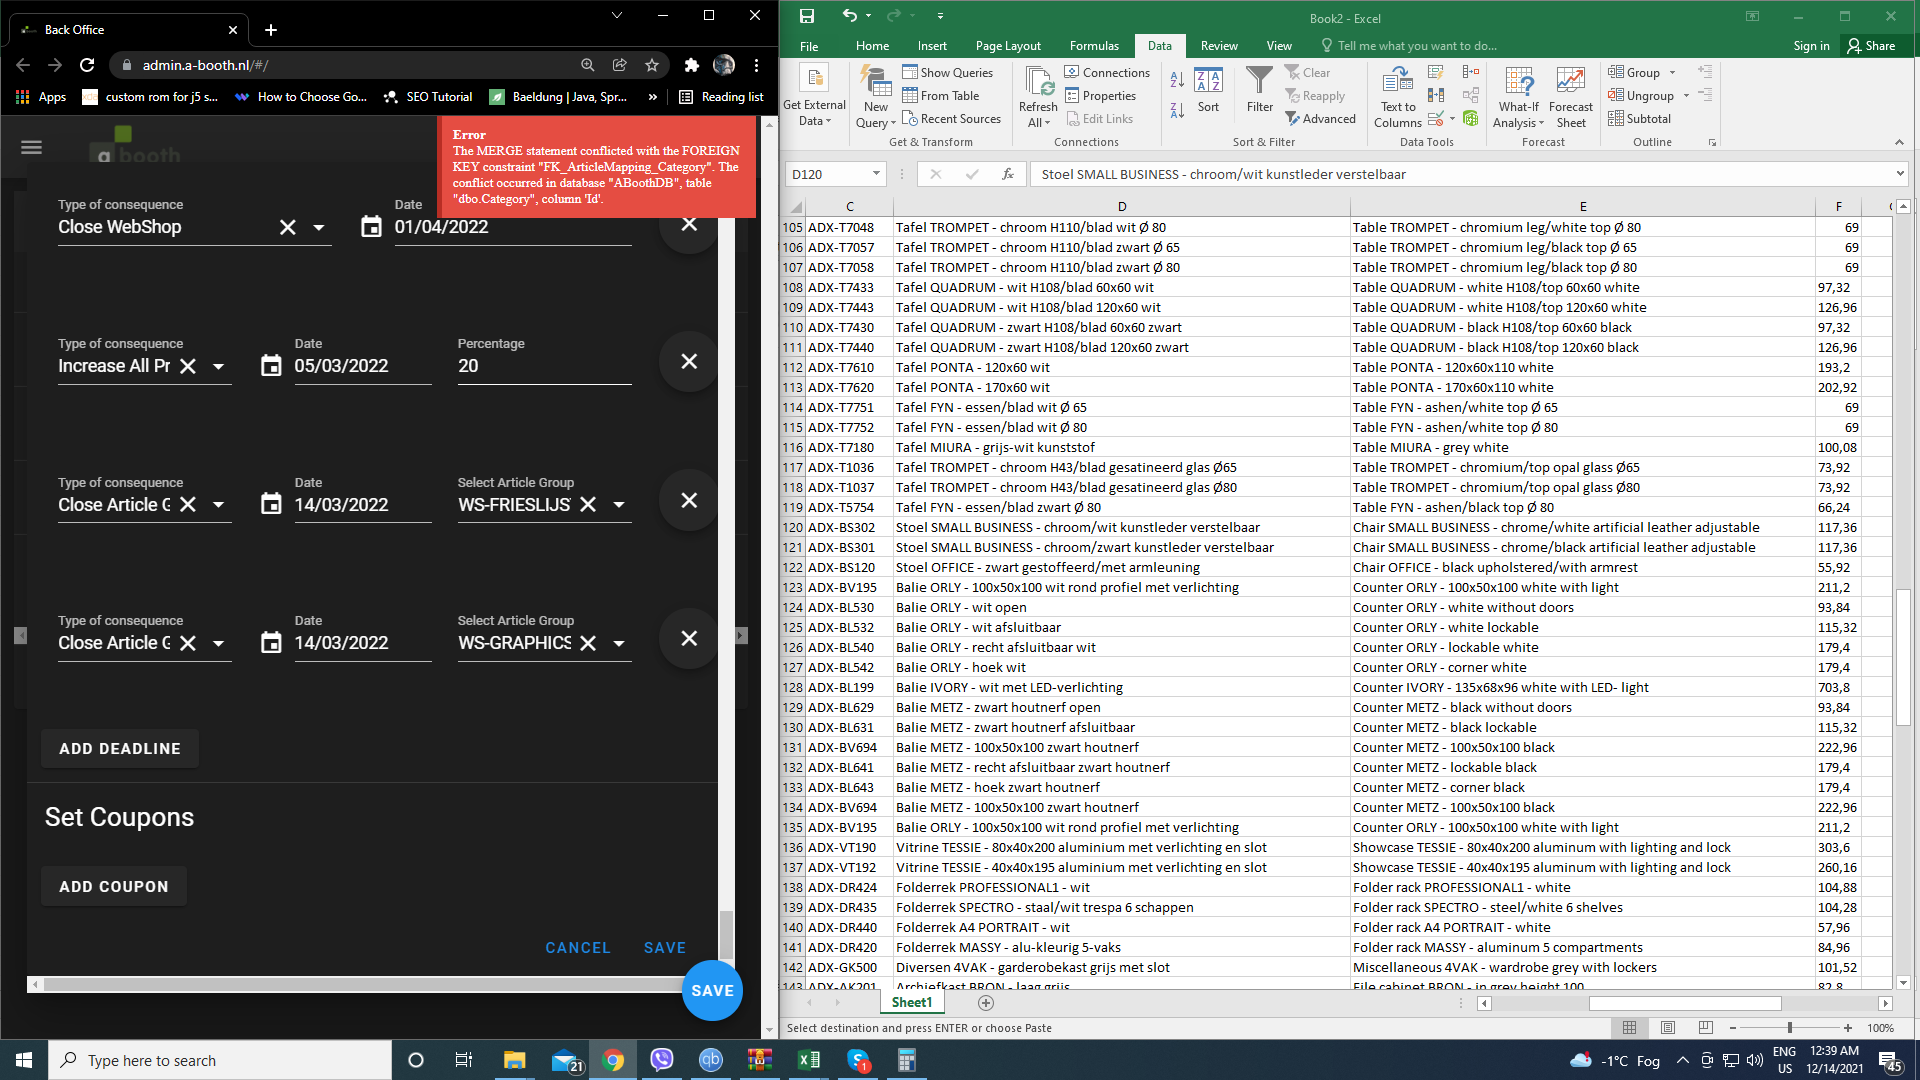 Back Office
admin.a-booth.nl/#/
Apps
custom rom for j5 s...
How to Choose Go...
SEO Tutorial
Baeldung | Java, Spr...
»
Reading list
a booth
Error
The MERGE statement conflicted with the FOREIGN
KEY constraint "FK_ArticleMapping_Category". The
conflict occurred in database "ABoothDB", table
"dbo.Category", column 'Id'.
Type of consequence
Close WebShop
Date
01/04/2022
Type of consequence
Increase All Pr
Date
05/03/2022
Percentage
20
Type of consequence
Close Article G
Date
14/03/2022
Select Article Group
WS-FRIESLIJS
Type of consequence
Close Article G
Date
14/03/2022
Select Article Group
WS-GRAPHICS
ADD DEADLINE
Set Coupons
ADD COUPON
CANCEL
SAVE
SAVE
Book2 - Excel
File
Home
Insert
Page Layout
Formulas
Data
Review
View
Tell me what you want to do...
Sign in
Share
Get External
Data
New
Query
Show Queries
From Table
Recent Sources
Get & Transform
Refresh
All
Connections
Properties
Edit Links
Connections
Sort
Filter
Clear
Reapply
Advanced
Sort & Filter
Text to
Columns
Data Tools
What-If
Analysis
Forecast
Sheet
Forecast
Group
Ungroup
Subtotal
Outline
D120
fx
Stoel SMALL BUSINESS - chroom/wit kunstleder verstelbaar
C D E F
105 ADX-T7048 Tafel TROMPET - chroom H110/blad wit Ø 80 Table TROMPET - chromium leg/white top Ø 80 69
106 ADX-T7057 Tafel TROMPET - chroom H110/blad zwart Ø 65 Table TROMPET - chromium leg/black top Ø 65 69
107 ADX-T7058 Tafel TROMPET - chroom H110/blad zwart Ø 80 Table TROMPET - chromium leg/black top Ø 80 69
108 ADX-T7433 Tafel QUADRUM - wit H108/blad 60x60 wit Table QUADRUM - white H108/top 60x60 white 97,32
109 ADX-T7443 Tafel QUADRUM - wit H108/blad 120x60 wit Table QUADRUM - white H108/top 120x60 white 126,96
110 ADX-T7430 Tafel QUADRUM - zwart H108/blad 60x60 zwart Table QUADRUM - black H108/top 60x60 black 97,32
111 ADX-T7440 Tafel QUADRUM - zwart H108/blad 120x60 zwart Table QUADRUM - black H108/top 120x60 black 126,96
112 ADX-T7610 Tafel PONTA - 120x60 wit Table PONTA - 120x60x110 white 193,2
113 ADX-T7620 Tafel PONTA - 170x60 wit Table PONTA - 170x60x110 white 202,92
114 ADX-T7751 Tafel FYN - essen/blad wit Ø 65 Table FYN - ashen/white top Ø 65 69
115 ADX-T7752 Tafel FYN - essen/blad wit Ø 80 Table FYN - ashen/white top Ø 80 69
116 ADX-T7180 Tafel MIURA - grijs-wit kunststof Table MIURA - grey white 100,08
117 ADX-T1036 Tafel TROMPET - chroom H43/blad gesatineerd glas Ø65 Table TROMPET - chromium/top opal glass Ø65 73,92
118 ADX-T1037 Tafel TROMPET - chroom H43/blad gesatineerd glas Ø80 Table TROMPET - chromium/top opal glass Ø80 73,92
119 ADX-T5754 Tafel FYN - essen/blad zwart Ø 80 Table FYN - ashen/black top Ø 80 66,24
120 ADX-BS302 Stoel SMALL BUSINESS - chroom/wit kunstleder verstelbaar Chair SMALL BUSINESS - chrome/white artificial leather adjustable 117,36
121 ADX-BS301 Stoel SMALL BUSINESS - chroom/zwart kunstleder verstelbaar Chair SMALL BUSINESS - chrome/black artificial leather adjustable 117,36
122 ADX-BS120 Stoel OFFICE - zwart gestoffeerd/met armleuning Chair OFFICE - black upholstered/with armrest 55,92
123 ADX-BV195 Balie ORLY - 100x50x100 wit rond profiel met verlichting Counter ORLY - 100x50x100 white with light 211,2
124 ADX-BL530 Balie ORLY - wit open Counter ORLY - white without doors 93,84
125 ADX-BL532 Balie ORLY - wit afsluitbaar Counter ORLY - white lockable 115,32
126 ADX-BL540 Balie ORLY - recht afsluitbaar wit Counter ORLY - lockable white 179,4
127 ADX-BL542 Balie ORLY - hoek wit Counter ORLY - corner white 179,4
128 ADX-BL199 Balie IVORY - wit met LED-verlichting Counter IVORY - 135x68x96 white with LED- light 703,8
129 ADX-BL629 Balie METZ - zwart houtnerf open Counter METZ - black without doors 93,84
130 ADX-BL631 Balie METZ - zwart houtnerf afsluitbaar Counter METZ - black lockable 115,32
131 ADX-BV694 Balie METZ - 100x50x100 zwart houtnerf Counter METZ - 100x50x100 black 222,96
132 ADX-BL641 Balie METZ - recht afsluitbaar zwart houtnerf Counter METZ - lockable black 179,4
133 ADX-BL643 Balie METZ - hoek zwart houtnerf Counter METZ - corner black 179,4
134 ADX-BV694 Balie METZ - 100x50x100 zwart houtnerf Counter METZ - 100x50x100 black 222,96
135 ADX-BV195 Balie ORLY - 100x50x100 wit rond profiel met verlichting Counter ORLY - 100x50x100 white with light 211,2
136 ADX-VT190 Vitrine TESSIE - 80x40x200 aluminium met verlichting en slot Showcase TESSIE - 80x40x200 aluminum with lighting and lock 303,6
137 ADX-VT192 Vitrine TESSIE - 40x40x195 aluminium met verlichting en slot Showcase TESSIE - 40x40x195 aluminum with lighting and lock 260,16
138 ADX-DR424 Folderrek PROFESSIONAL1 - wit Folder rack PROFESSIONAL1 - white 104,88
139 ADX-DR435 Folderrek SPECTRO - staal/wit trespa 6 schappen Folder rack SPECTRO - steel/white 6 shelves 104,28
140 ADX-DR440 Folderrek A4 PORTRAIT - wit Folder rack A4 PORTRAIT - white 57,96
141 ADX-DR420 Folderrek MASSY - alu-kleurig 5-vaks Folder rack MASSY - aluminum 5 compartments 84,96
142 ADX-GK500 Diversen 4VAK - garderobekast grijs met slot Miscellaneous 4VAK - wardrobe grey with lockers 101,52
143 ADX-AK201 Archiefkast BRON - laag grijs File cabinet BRON - in grey height 100 82,8
Sheet1
Select destination and press ENTER or choose Paste
100%
Type here to search
21
1
-1°C Fog
ENG
US
12:39 AM
12/14/2021
45